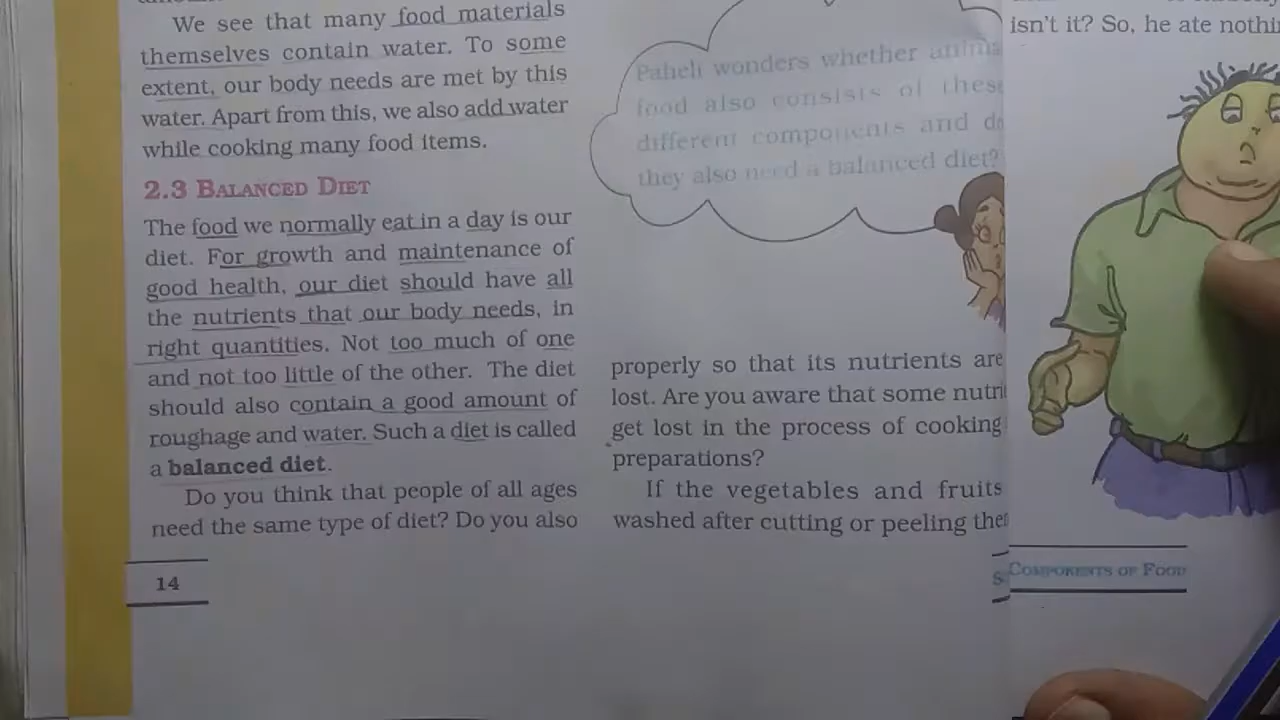 We see that many food materials
themselves contain water. To some
extent, our body needs are met by this
water. Apart from this, we also add water
while cooking many food items.
2.3 BALANCED DIET
The food we normally eat in a day is our
diet. For growth and maintenance of
good health, our diet should have all
the nutrients that our body needs, in
right quantities. Not too much of one
and not too little of the other. The diet
should also contain a good amount of
roughage and water. Such a diet is called
a balanced diet.
Do you think that people of all ages
need the same type of diet? Do you also
14
Paheli wonders whether
food also consists of
different components and
they also need a balanced diet?
properly so that its nutrients are
lost. Are you aware that some
get lost in the process of cooking
preparations?
If the vegetables and fruits
washed after cutting or peeling
isn't it? So, he ate
COMPONENTS OF FOOD